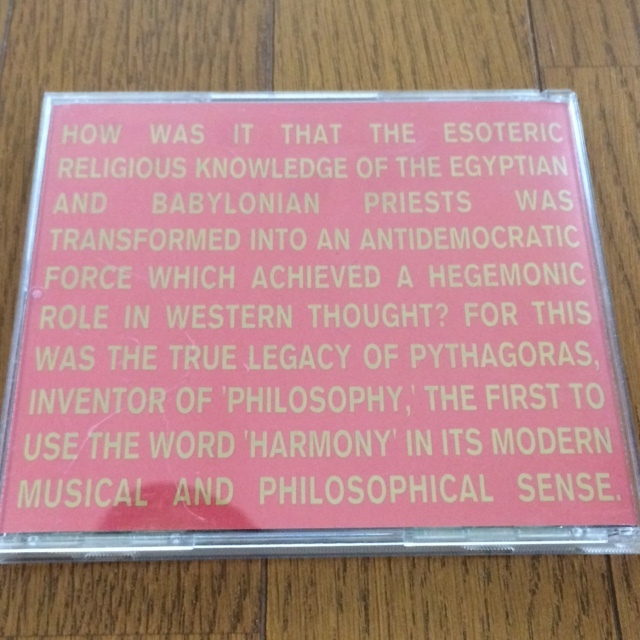 HOW WAS IT THAT THE ESOTERIC
RELIGIOUS KNOWLEDGE OF THE EGYPTIAN
AND BABYLONIAN PRIESTS WAS
TRANSFORMED INTO AN ANTIDEMOCRATIC
FORCE WHICH ACHIEVED A HEGEMONIC
ROLE IN WESTERN THOUGHT? FOR THIS
WAS THE TRUE LEGACY OF PYTHAGORAS,
INVENTOR OF 'PHILOSOPHY,' THE FIRST TO
USE THE WORD 'HARMONY' IN ITS MODERN
MUSICAL AND PHILOSOPHICAL SENSE.